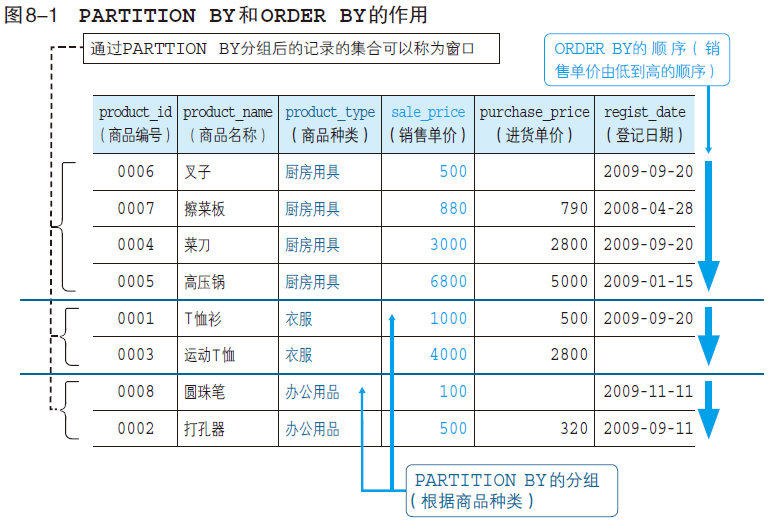 图8-1 PARTITION BY和ORDER BY的作用
通过PARTTION BY分组后的记录的集合可以称为窗口
ORDER BY的顺序（销
售单价由低到高的顺序）
product_id product_name product_type sale_price purchase_price regist_date
（商品编号） （商品名称） （商品种类） （销售单价） （进货单价） （登记日期）
0006 叉子 厨房用具 500 2009-09-20
0007 擦菜板 厨房用具 880 790 2008-04-28
0004 菜刀 厨房用具 3000 2800 2009-09-20
0005 高压锅 厨房用具 6800 5000 2009-01-15
0001 T恤衫 衣服 1000 500 2009-09-20
0003 运动T恤 衣服 4000 2800
0008 圆珠笔 办公用品 100 2009-11-11
0002 打孔器 办公用品 500 320 2009-09-11
PARTITION BY的分组
（根据商品种类）